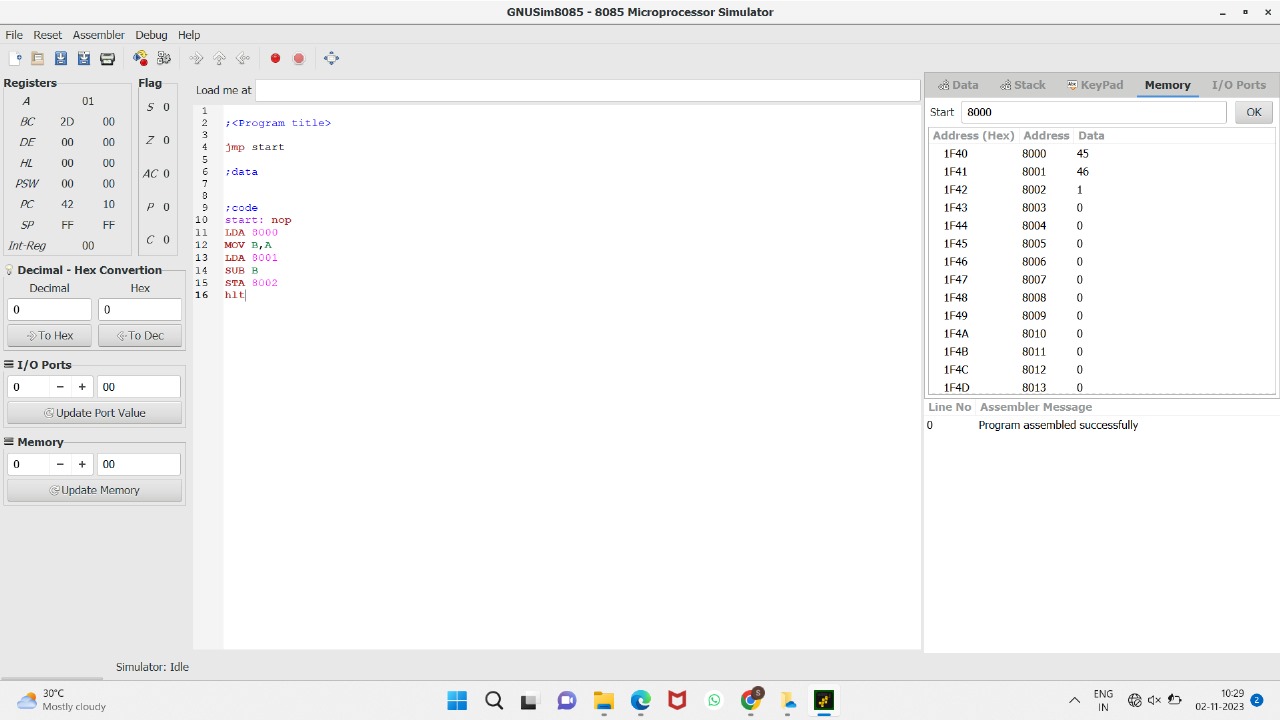 GNUSim8085 - 8085 Microprocessor Simulator
File Reset Assembler Debug Help
Registers
A 01
BC 2D 00
DE 00 00
HL 00 00
PSW 00 00
PC 42 10
SP FF FF
Int-Reg 00
Flag
S 0
Z 0
AC 0
P 0
C 0
Decimal - Hex Convertion
Decimal Hex
0 0
To Hex To Dec
I/O Ports
0 − + 00
Update Port Value
Memory
0 − + 00
Update Memory
Load me at
1
2 ;<Program title>
3
4 jmp start
5
6 ;data
7
8
9 ;code
10 start: nop
11 LDA 8000
12 MOV B,A
13 LDA 8001
14 SUB B
15 STA 8002
16 hlt
Data Stack KeyPad Memory I/O Ports
Start 8000 OK
Address (Hex) Address Data
1F40 8000 45
1F41 8001 46
1F42 8002 1
1F43 8003 0
1F44 8004 0
1F45 8005 0
1F46 8006 0
1F47 8007 0
1F48 8008 0
1F49 8009 0
1F4A 8010 0
1F4B 8011 0
1F4C 8012 0
1F4D 8013 0
Line No Assembler Message
0 Program assembled successfully
Simulator: Idle
30°C
Mostly cloudy
S
ENG
IN
10:29
02-11-2023
2